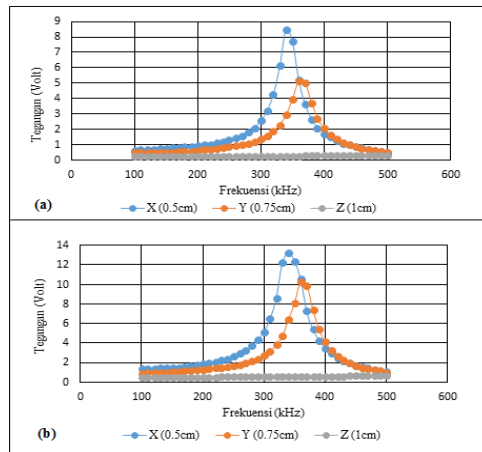 9
8
7
6
5
4
3
2
1
0
Tegangan (Volt)
0 100 200 300 400 500 600
Frekuensi (kHz)
(a)
X (0.5cm) Y (0.75cm) Z (1cm)
14
12
10
8
6
4
2
0
Tegangan (Volt)
0 100 200 300 400 500 600
Frekuensi (kHz)
(b)
X (0.5cm) Y (0.75cm) Z (1cm)